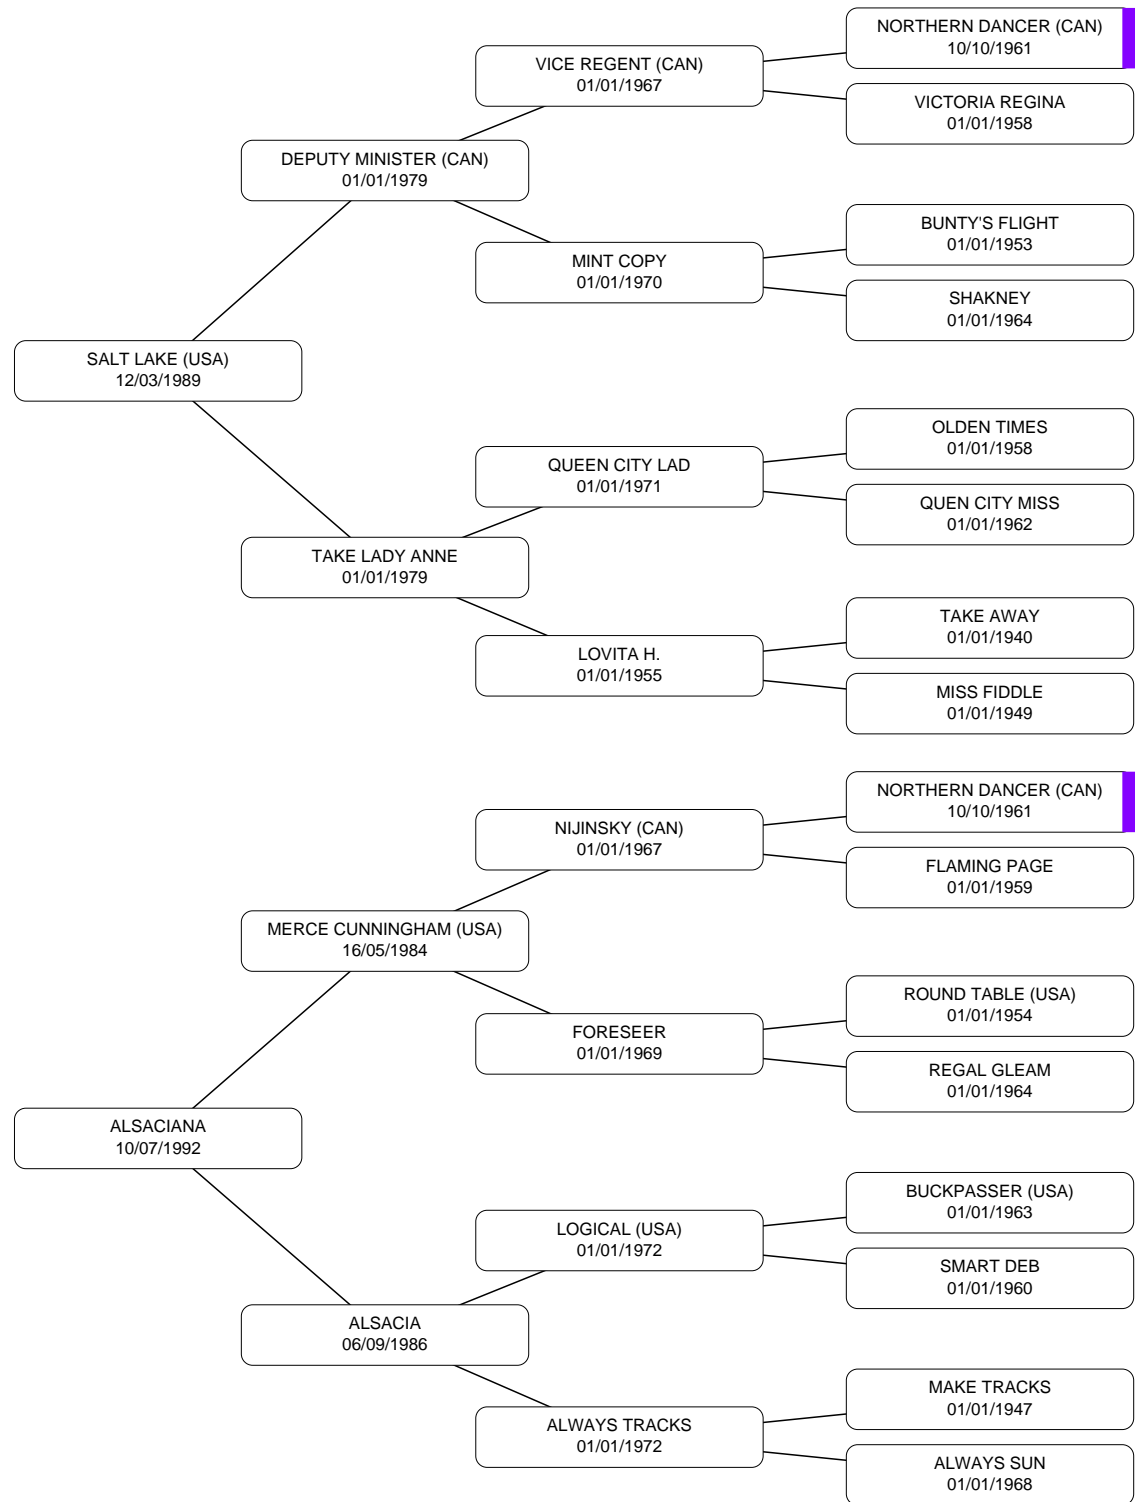 NORTHERN DANCER (CAN)
10/10/1961
VICE REGENT (CAN)
01/01/1967
VICTORIA REGINA
01/01/1958
DEPUTY MINISTER (CAN)
01/01/1979
BUNTY'S FLIGHT
01/01/1953
MINT COPY
01/01/1970
SHAKNEY
01/01/1964
SALT LAKE (USA)
12/03/1989
OLDEN TIMES
01/01/1958
QUEEN CITY LAD
01/01/1971
QUEN CITY MISS
01/01/1962
TAKE LADY ANNE
01/01/1979
TAKE AWAY
01/01/1940
LOVITA H.
01/01/1955
MISS FIDDLE
01/01/1949
NORTHERN DANCER (CAN)
10/10/1961
NIJINSKY (CAN)
01/01/1967
FLAMING PAGE
01/01/1959
MERCE CUNNINGHAM (USA)
16/05/1984
ROUND TABLE (USA)
01/01/1954
FORESEER
01/01/1969
REGAL GLEAM
01/01/1964
ALSACIANA
10/07/1992
BUCKPASSER (USA)
01/01/1963
LOGICAL (USA)
01/01/1972
SMART DEB
01/01/1960
ALSACIA
06/09/1986
MAKE TRACKS
01/01/1947
ALWAYS TRACKS
01/01/1972
ALWAYS SUN
01/01/1968